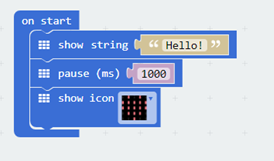 on start
show string “ Hello! ”
pause (ms) 1000
show icon